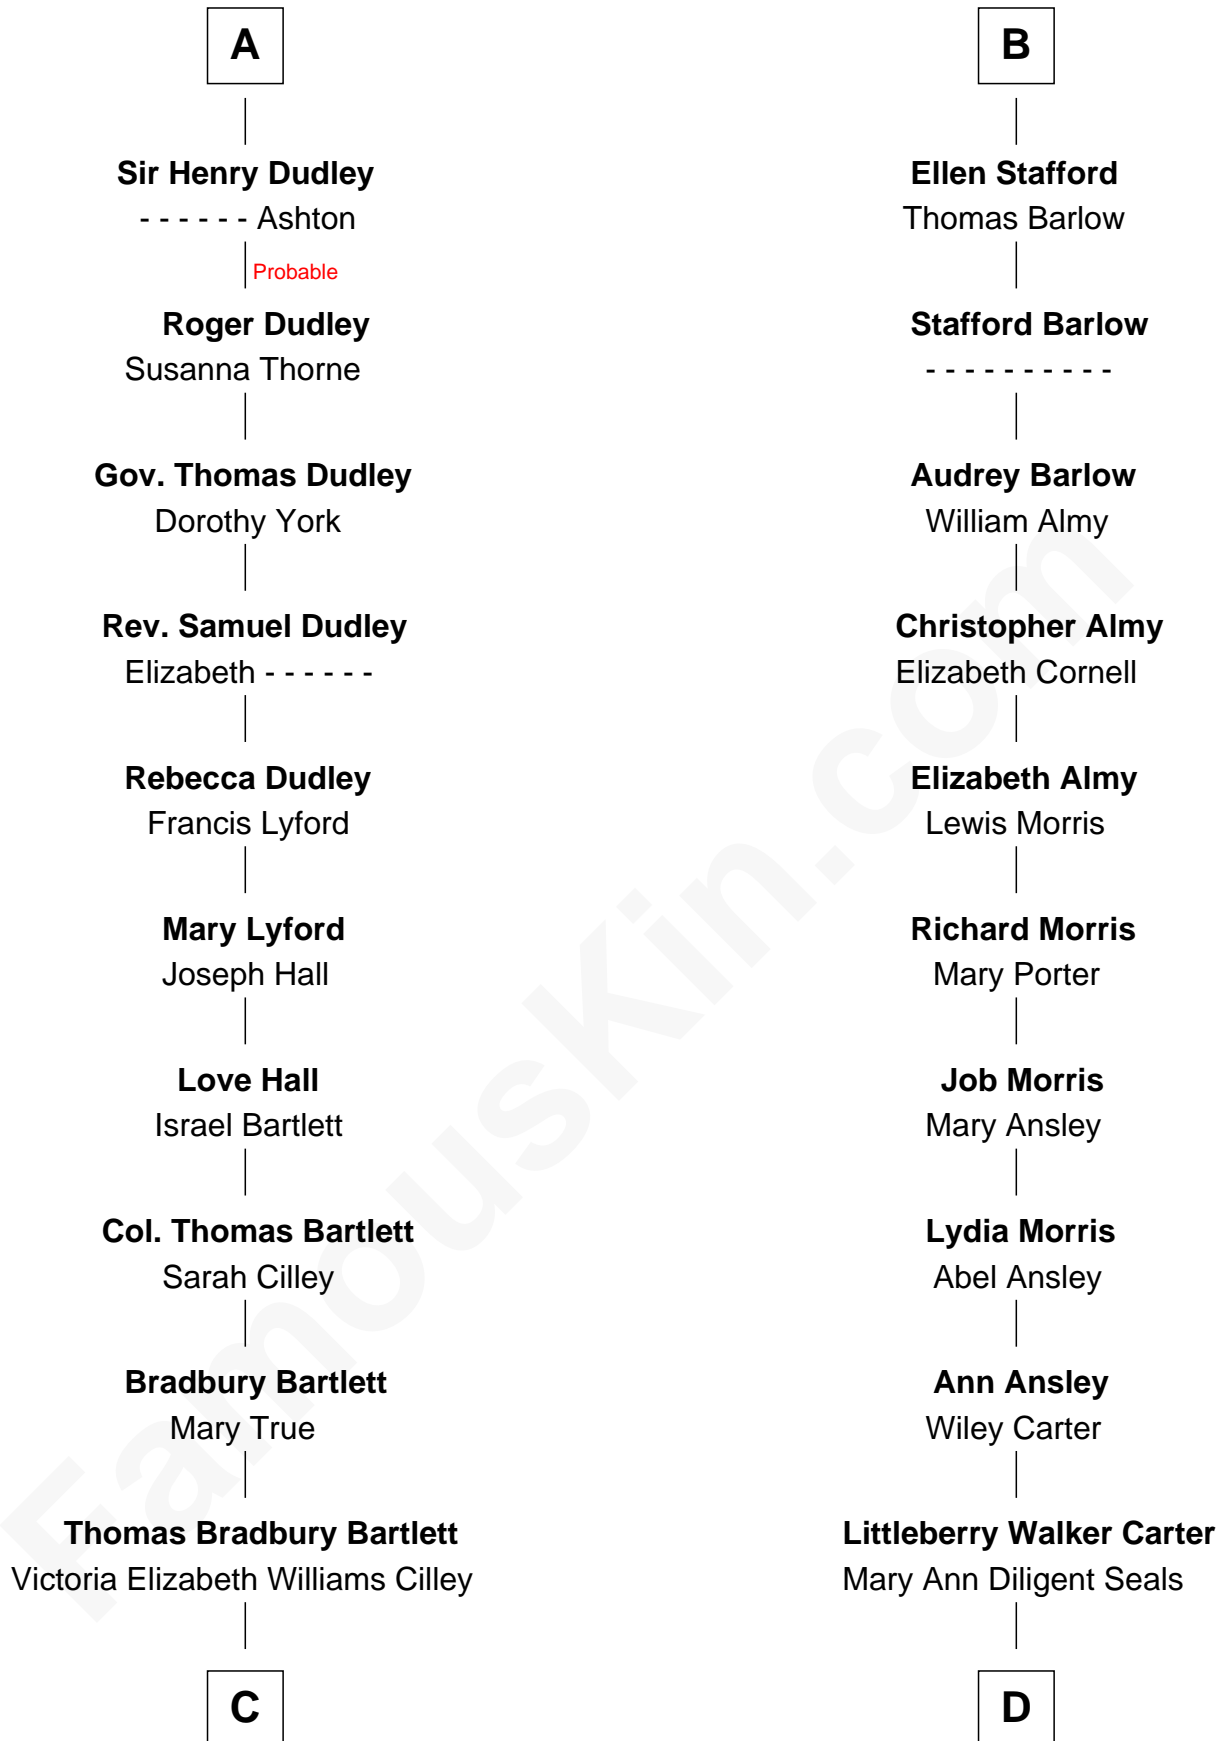 A
Sir Henry Dudley
- - - - - - Ashton
Probable
Roger Dudley
Susanna Thorne
Gov. Thomas Dudley
Dorothy York
Rev. Samuel Dudley
Elizabeth - - - - - -
Rebecca Dudley
Francis Lyford
Mary Lyford
Joseph Hall
Love Hall
Israel Bartlett
Col. Thomas Bartlett
Sarah Cilley
Bradbury Bartlett
Mary True
Thomas Bradbury Bartlett
Victoria Elizabeth Williams Cilley
C
B
Ellen Stafford
Thomas Barlow
Stafford Barlow
- - - - - - - - - -
Audrey Barlow
William Almy
Christopher Almy
Elizabeth Cornell
Elizabeth Almy
Lewis Morris
Richard Morris
Mary Porter
Job Morris
Mary Ansley
Lydia Morris
Abel Ansley
Ann Ansley
Wiley Carter
Littleberry Walker Carter
Mary Ann Diligent Seals
D
FamousKin.com